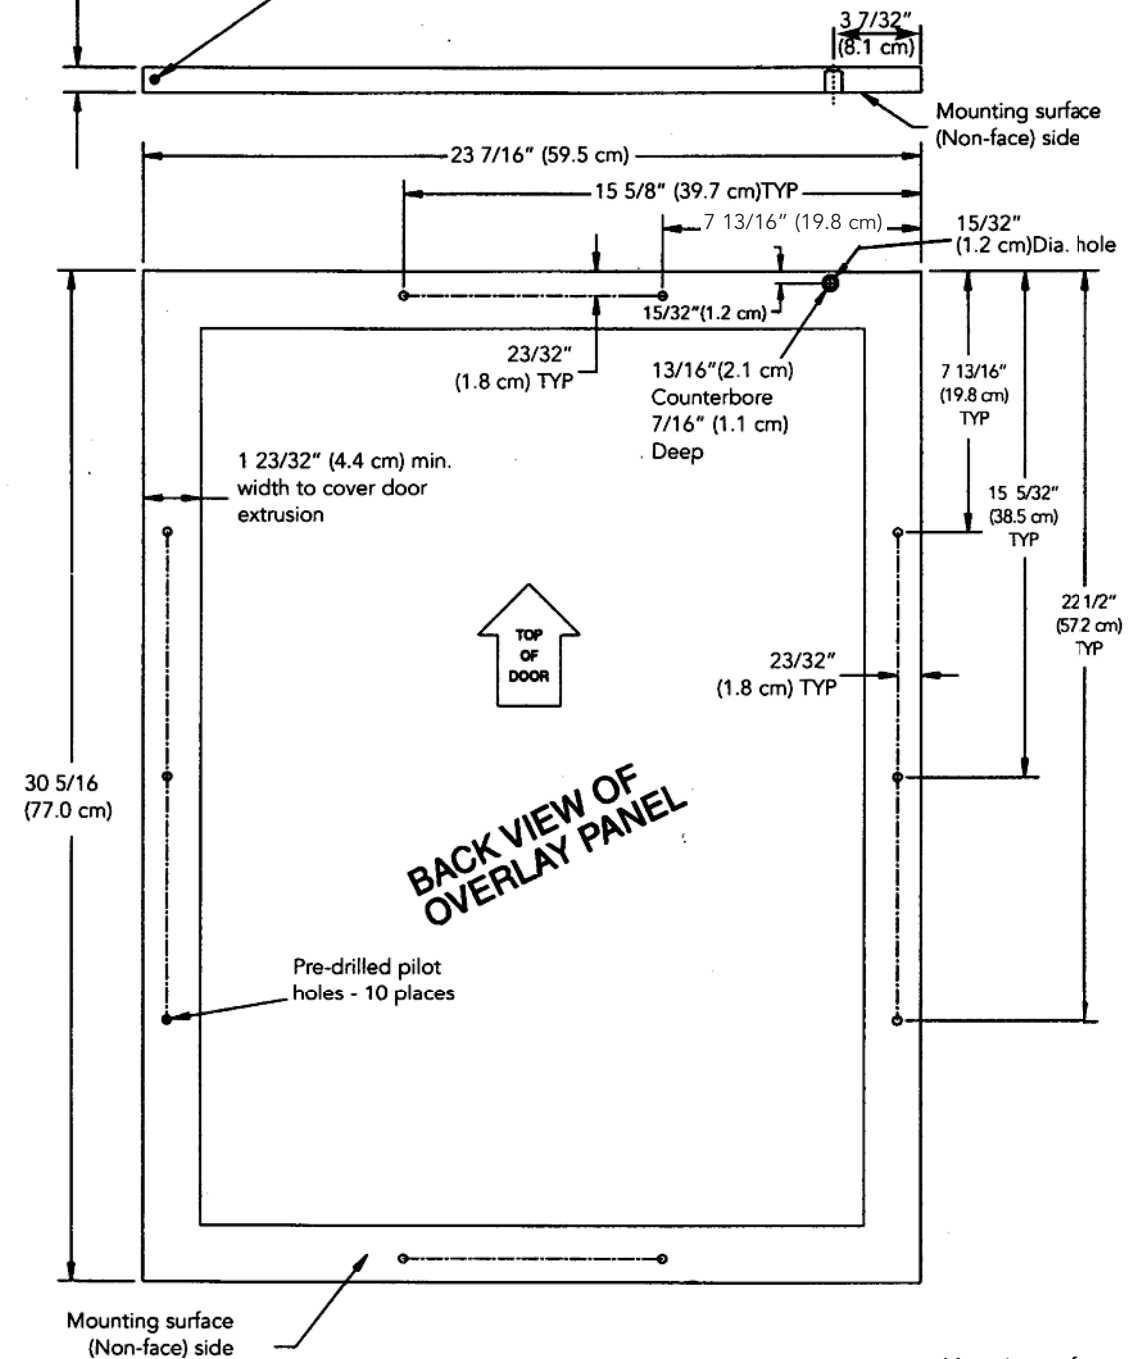 3 7/32"
(8.1 cm)
Mounting surface
(Non-face) side
23 7/16" (59.5 cm)
15 5/8" (39.7 cm)TYP
7 13/16" (19.8 cm)
15/32"
(1.2 cm)Dia. hole
15/32"(1.2 cm)
23/32"
(1.8 cm) TYP
13/16"(2.1 cm)
Counterbore
7/16" (1.1 cm)
Deep
7 13/16"
(19.8 cm)
TYP
1 23/32" (4.4 cm) min.
width to cover door
extrusion
15 5/32"
(38.5 cm)
TYP
22 1/2"
(57.2 cm)
TYP
TOP
OF
DOOR
23/32"
(1.8 cm) TYP
30 5/16
(77.0 cm)
BACK VIEW OF
OVERLAY PANEL
Pre-drilled pilot
holes - 10 places
Mounting surface
(Non-face) side